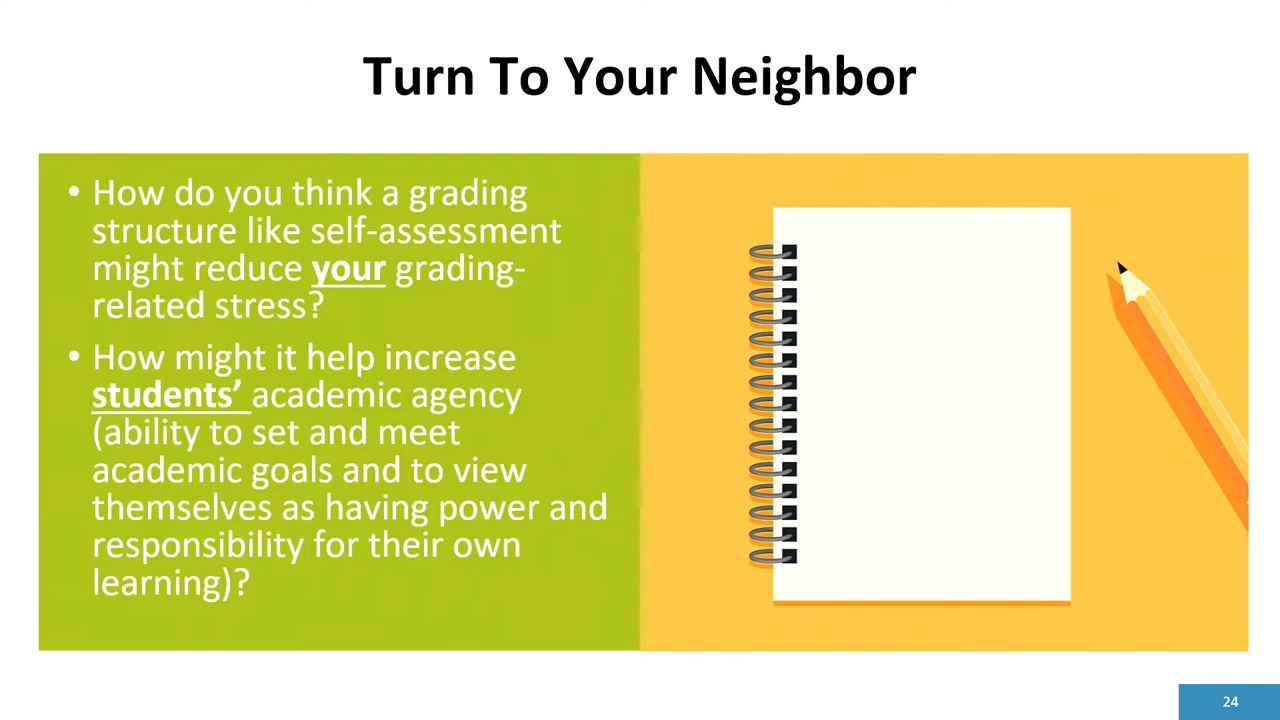 Turn To Your Neighbor
• How do you think a grading
structure like self-assessment
might reduce your grading-
related stress?
• How might it help increase
students’ academic agency
(ability to set and meet
academic goals and to view
themselves as having power and
responsibility for their own
learning)?
24